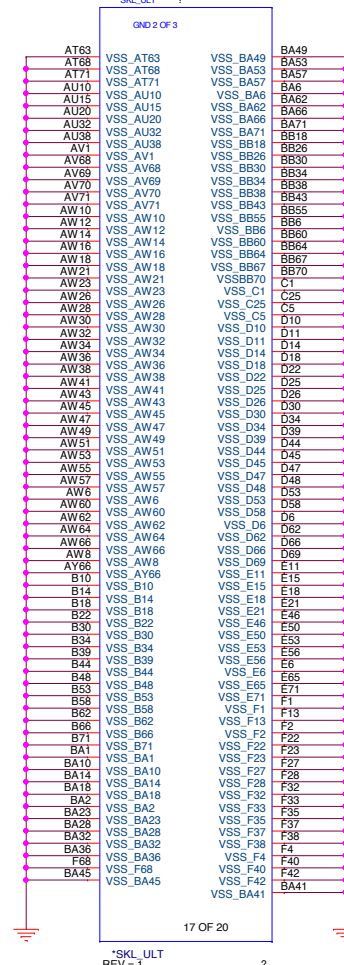 SKL_ULT ?
GND 2 OF 3
AT63 VSS_AT63 VSS_BA49 BA49
AT68 VSS_AT68 VSS_BA53 BA53
AT71 VSS_AT71 VSS_BA57 BA57
AU10 VSS_AU10 VSS_BA6 BA6
AU15 VSS_AU15 VSS_BA62 BA62
AU20 VSS_AU20 VSS_BA66 BA66
AU32 VSS_AU32 VSS_BA71 BA71
AU38 VSS_AU38 VSS_BB18 BB18
AV1 VSS_AV1 VSS_BB26 BB26
AV68 VSS_AV68 VSS_BB30 BB30
AV69 VSS_AV69 VSS_BB34 BB34
AV70 VSS_AV70 VSS_BB38 BB38
AV71 VSS_AV71 VSS_BB43 BB43
AW10 VSS_AW10 VSS_BB55 BB55
AW12 VSS_AW12 VSS_BB6 BB6
AW14 VSS_AW14 VSS_BB60 BB60
AW16 VSS_AW16 VSS_BB64 BB64
AW18 VSS_AW18 VSS_BB67 BB67
AW21 VSS_AW21 VSSBB70 BB70
AW23 VSS_AW23 VSS_C1 C1
AW26 VSS_AW26 VSS_C25 C25
AW28 VSS_AW28 VSS_C5 C5
AW30 VSS_AW30 VSS_D10 D10
AW32 VSS_AW32 VSS_D11 D11
AW34 VSS_AW34 VSS_D14 D14
AW36 VSS_AW36 VSS_D18 D18
AW38 VSS_AW38 VSS_D22 D22
AW41 VSS_AW41 VSS_D25 D25
AW43 VSS_AW43 VSS_D26 D26
AW45 VSS_AW45 VSS_D30 D30
AW47 VSS_AW47 VSS_D34 D34
AW49 VSS_AW49 VSS_D39 D39
AW51 VSS_AW51 VSS_D44 D44
AW53 VSS_AW53 VSS_D45 D45
AW55 VSS_AW55 VSS_D47 D47
AW57 VSS_AW57 VSS_D48 D48
AW6 VSS_AW6 VSS_D53 D53
AW60 VSS_AW60 VSS_D58 D58
AW62 VSS_AW62 VSS_D6 D6
AW64 VSS_AW64 VSS_D62 D62
AW66 VSS_AW66 VSS_D66 D66
AW8 VSS_AW8 VSS_D69 D69
AY66 VSS_AY66 VSS_E11 E11
B10 VSS_B10 VSS_E15 E15
B14 VSS_B14 VSS_E18 E18
B18 VSS_B18 VSS_E21 E21
B22 VSS_B22 VSS_E46 E46
B30 VSS_B30 VSS_E50 E50
B34 VSS_B34 VSS_E53 E53
B39 VSS_B39 VSS_E56 E56
B44 VSS_B44 VSS_E6 E6
B48 VSS_B48 VSS_E65 E65
B53 VSS_B53 VSS_E71 E71
B58 VSS_B58 VSS_F1 F1
B62 VSS_B62 VSS_F13 F13
B66 VSS_B66 VSS_F2 F2
B71 VSS_B71 VSS_F22 F22
BA1 VSS_BA1 VSS_F23 F23
BA10 VSS_BA10 VSS_F27 F27
BA14 VSS_BA14 VSS_F28 F28
BA18 VSS_BA18 VSS_F32 F32
BA2 VSS_BA2 VSS_F33 F33
BA23 VSS_BA23 VSS_F35 F35
BA28 VSS_BA28 VSS_F37 F37
BA32 VSS_BA32 VSS_F38 F38
BA36 VSS_BA36 VSS_F4 F4
F68 VSS_F68 VSS_F40 F40
BA45 VSS_BA45 VSS_F42 F42
VSS_BA41 BA41
17 OF 20
*SKL_ULT
REV = 1 ?